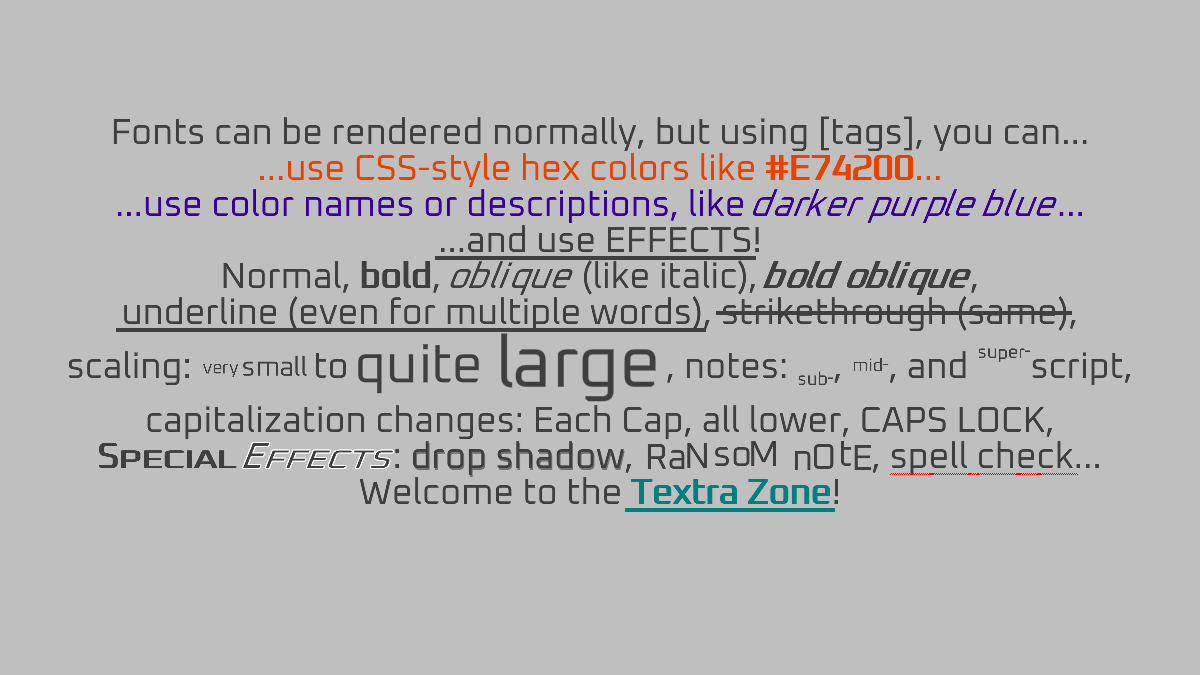 Fonts can be rendered normally, but using [tags], you can...
...use CSS-style hex colors like #E74200...
...use color names or descriptions, like darker purple blue...
...and use EFFECTS!
Normal, bold, oblique (like italic), bold oblique,
underline (even for multiple words), strikethrough (same),
scaling: very small to quite large, notes: sub-, mid-, and super-script,
capitalization changes: Each Cap, all lower, CAPS LOCK,
SPECIAL EFFECTS: drop shadow, RaNsoM nOtE, spell check...
Welcome to the Textra Zone!